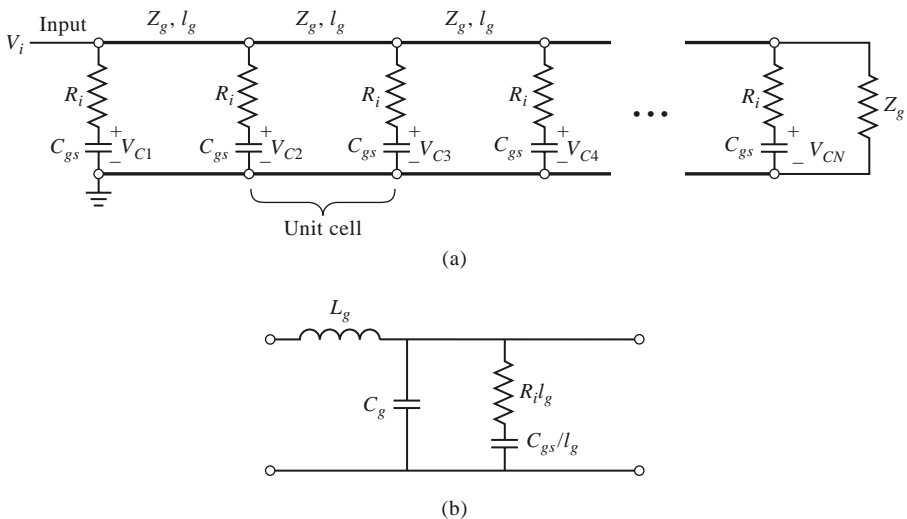 Input
Z_g, l_g Z_g, l_g Z_g, l_g
V_i
R_i R_i R_i R_i R_i Z_g
C_gs + − V_C1 C_gs + − V_C2 C_gs + − V_C3 C_gs + − V_C4 ••• C_gs + − V_CN
Unit cell
(a)
L_g
C_g
R_i l_g
C_gs/l_g
(b)